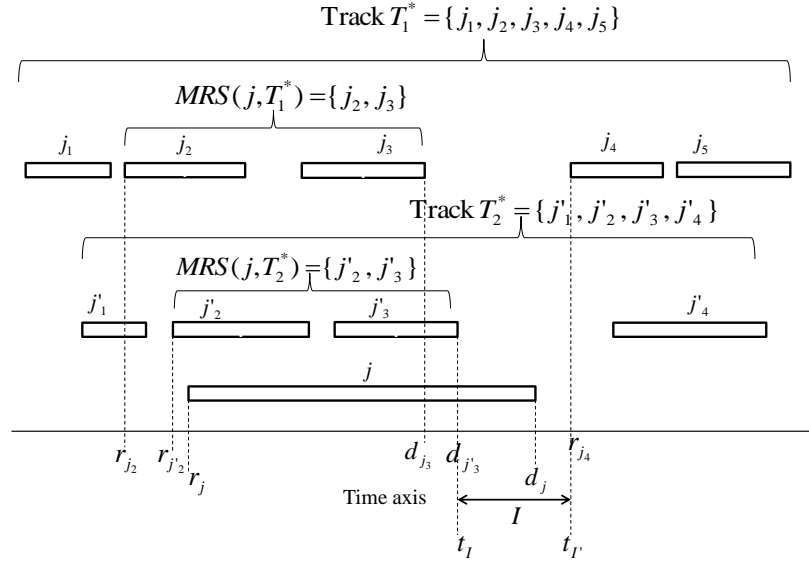 Track T₁* = {j₁, j₂, j₃, j₄, j₅}
MRS(j, T₁*) = {j₂, j₃}
j₁ j₂ j₃ j₄ j₅
Track T₂* = {j'₁, j'₂, j'₃, j'₄}
MRS(j, T₂*) = {j'₂, j'₃}
j'₁ j'₂ j'₃ j'₄
j
r_{j₂} r_{j'₂} r_j d_{j₃} d_{j'₃} d_j r_{j₄}
Time axis I
t_I t_{I'}